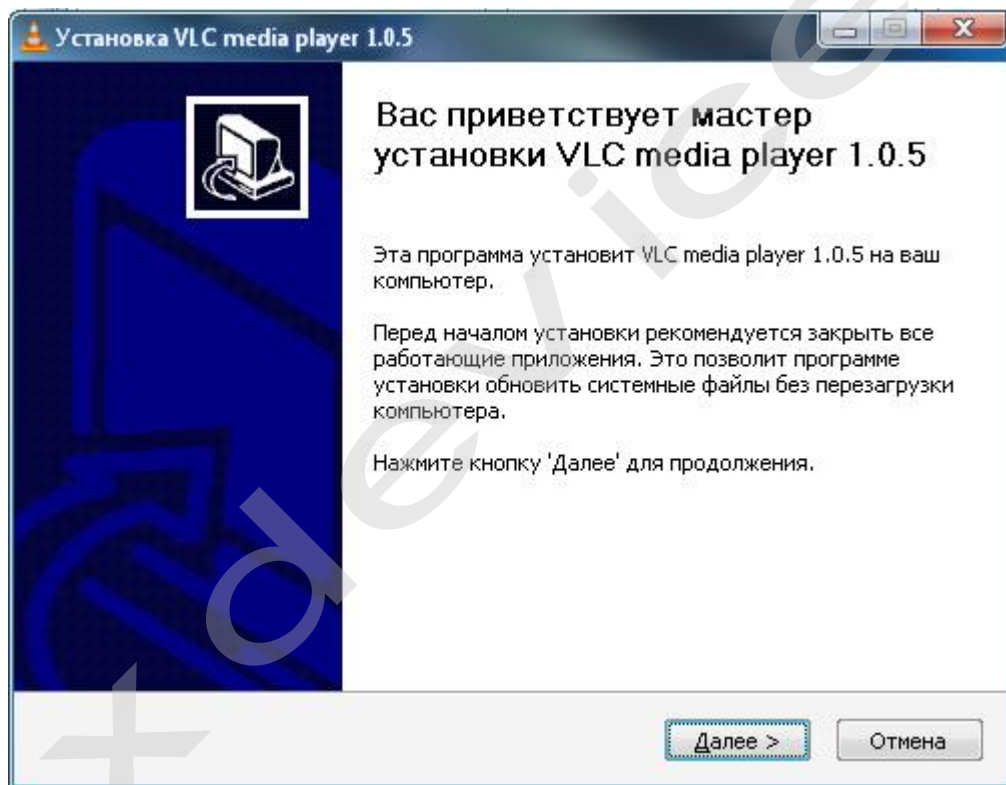 Установка VLC media player 1.0.5
Вас приветствует мастер
установки VLC media player 1.0.5
Эта программа установит VLC media player 1.0.5 на ваш
компьютер.
Перед началом установки рекомендуется закрыть все
работающие приложения. Это позволит программе
установки обновить системные файлы без перезагрузки
компьютера.
Нажмите кнопку 'Далее' для продолжения.
Далее >
Отмена
x device